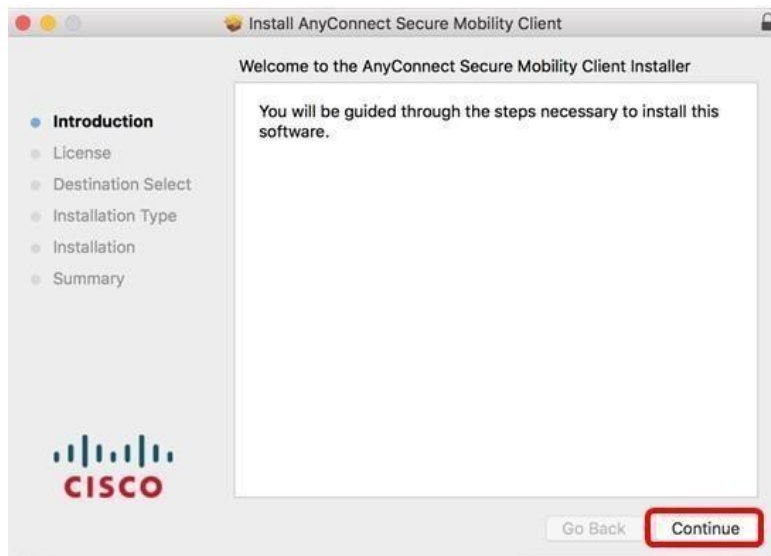 Install AnyConnect Secure Mobility Client
Welcome to the AnyConnect Secure Mobility Client Installer
Introduction
License
Destination Select
Installation Type
Installation
Summary
You will be guided through the steps necessary to install this
software.
CISCO
Go Back
Continue